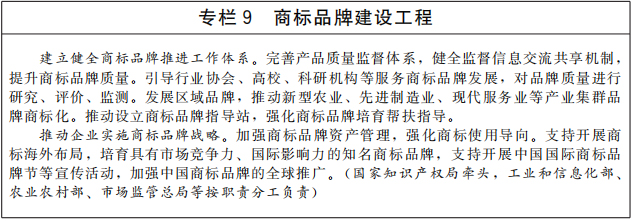 专栏9 商标品牌建设工程
建立健全商标品牌推进工作体系。完善产品质量监督体系，健全监督信息交流共享机制，
提升商标品牌质量。引导行业协会、高校、科研机构等服务商标品牌发展，对品牌质量进行
研究、评价、监测。发展区域品牌，推动新型农业、先进制造业、现代服务业等产业集群品
牌商标化。推动设立商标品牌指导站，强化商标品牌培育帮扶指导。
推动企业实施商标品牌战略。加强商标品牌资产管理，强化商标使用导向。支持开展商
标海外布局，培育具有市场竞争力、国际影响力的知名商标品牌，支持开展中国国际商标品
牌节等宣传活动，加强中国商标品牌的全球推广。（国家知识产权局牵头，工业和信息化部、
农业农村部、市场监管总局等按职责分工负责）